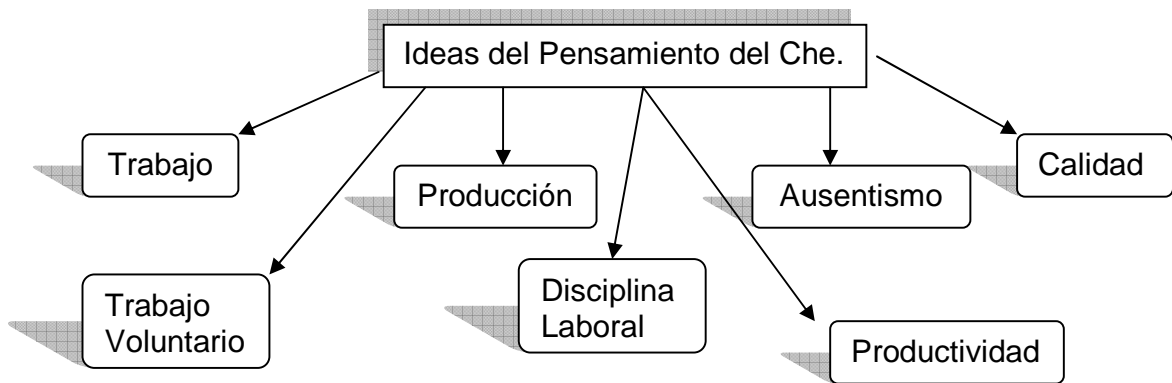 Ideas del Pensamiento del Che.
Trabajo
Producción
Ausentismo
Calidad
Trabajo
Voluntario
Disciplina
Laboral
Productividad